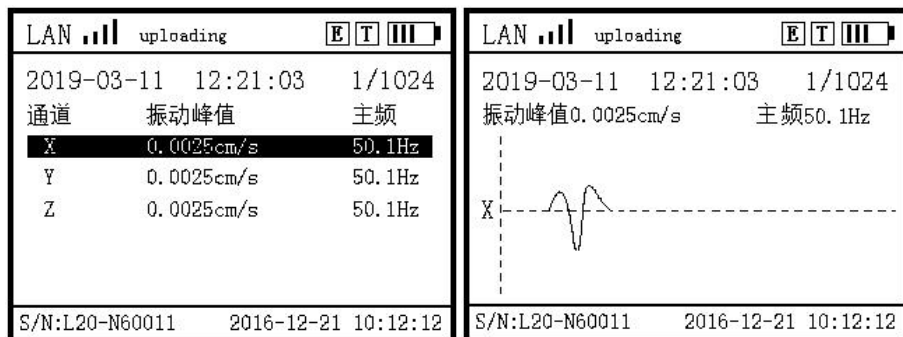 LAN uploading E T
2019-03-11 12:21:03 1/1024
通道 振动峰值 主频
X 0.0025cm/s 50.1Hz
Y 0.0025cm/s 50.1Hz
Z 0.0025cm/s 50.1Hz
S/N:L20-N60011 2016-12-21 10:12:12
LAN uploading E T
2019-03-11 12:21:03 1/1024
振动峰值0.0025cm/s 主频50.1Hz
X
S/N:L20-N60011 2016-12-21 10:12:12